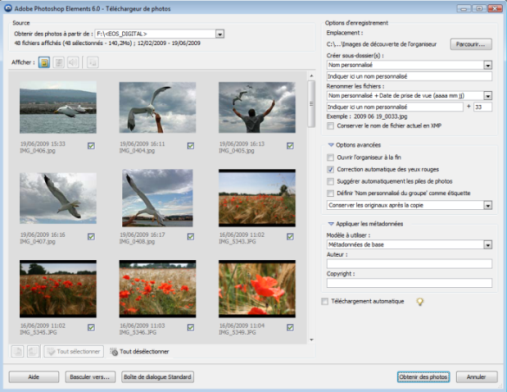 Adobe Photoshop Elements 6.0 - Téléchargeur de photos
Source
Obtenir des photos à partir de :
F:\<EOS_DIGITAL>
48 fichiers affichés (48 sélectionnés - 140,2Mo) ; 12/02/2009 - 19/06/2009
Afficher :
19/06/2009 15:53
IMG_0406.jpg
19/06/2009 16:11
IMG_0404.jpg
19/06/2009 16:13
IMG_0405.jpg
19/06/2009 16:16
IMG_0407.jpg
19/06/2009 16:17
IMG_0408.jpg
16/06/2009 11:02
IMG_5343.JPG
16/06/2009 11:02
IMG_5345.JPG
16/06/2009 11:03
IMG_5346.JPG
16/06/2009 11:04
IMG_5346.JPG
Tout sélectionner
Tout désélectionner
Options d'enregistrement
Emplacement :
C:\...\Images de découverte de l'organiseur
Parcourir...
Créer sous-dossier(s) :
Nom personnalisé
Indiquer ici un nom personnalisé
Renommer les fichiers :
Nom personnalisé + Date de prise de vue (aaaa mm jj)
Indiquer ici un nom personnalisé + 33
Exemple : 2009 06 19_0033.jpg
Conserver le nom de fichier actuel en XMP
Options avancées
Ouvrir l'organiseur à la fin
Correction automatique des yeux rouges
Suggérer automatiquement les piles de photos
Définir 'Nom personnalisé du groupe' comme étiquette
Conserver les originaux après la copie
Appliquer les métadonnées
Modèle à utiliser :
Métadonnées de base
Auteur :
Copyright :
Téléchargement automatique
Aide
Basculer vers...
Boîte de dialogue Standard
Obtenir des photos
Annuler